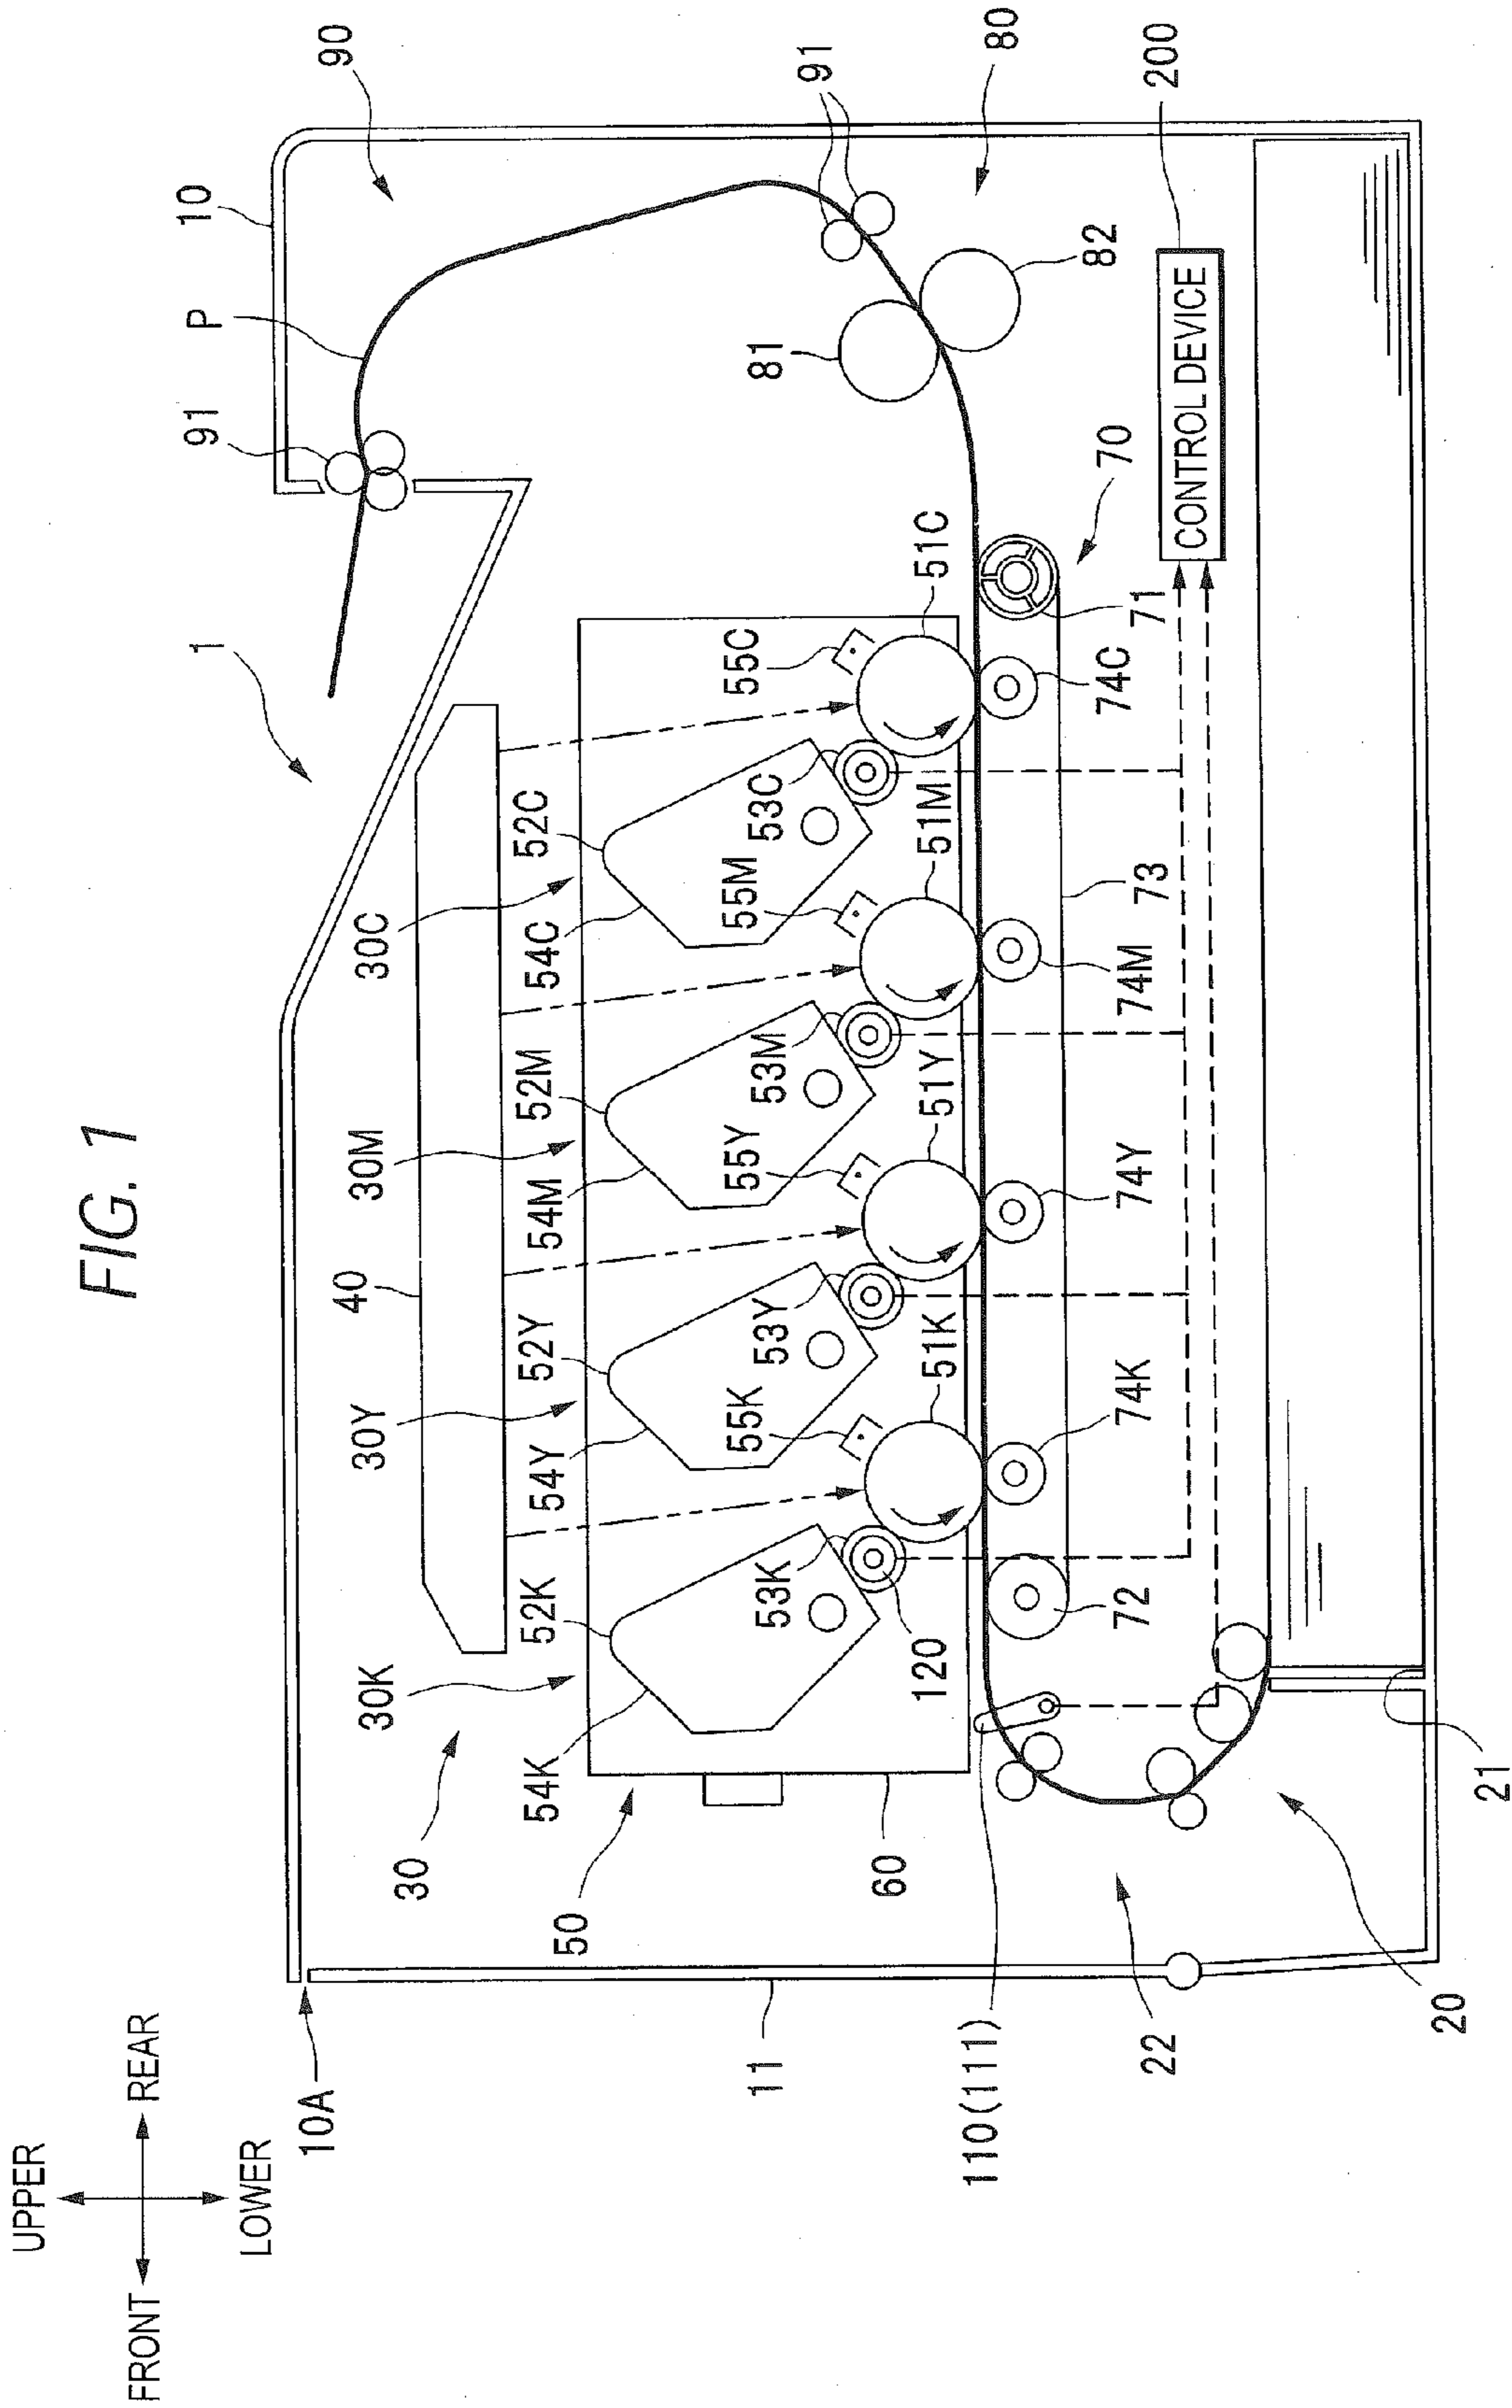 FIG. 1
UPPER
FRONT
REAR
LOWER
10A
30
30K
30Y
40
30M
30C
1
91
P
10
90
50
54K
52K
54Y
52Y
54M
52M
54C
52C
53K
55K
53Y
55Y
53M
55M
53C
55C
81
91
11
60
120
51K
51Y
51M
51C
80
110(111)
72
74K
74Y
74M
73
74C
71
70
82
22
CONTROL DEVICE
200
20
21